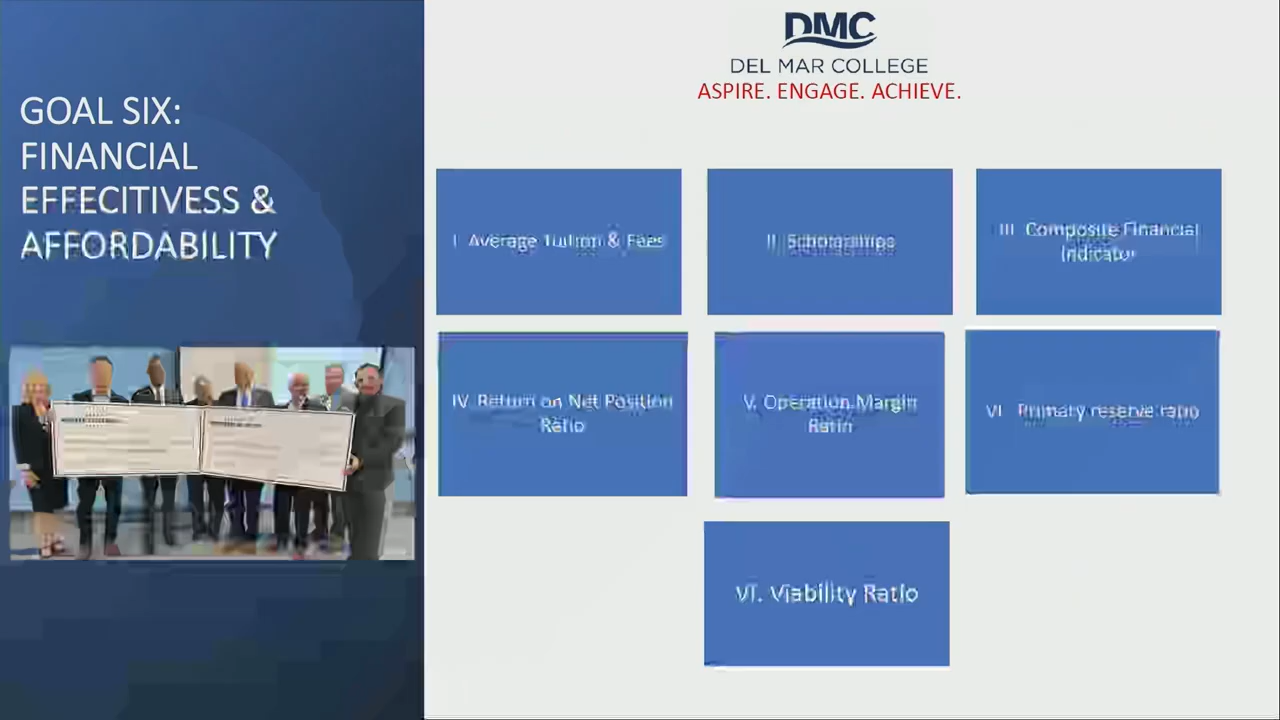 DMC
DEL MAR COLLEGE
ASPIRE. ENGAGE. ACHIEVE.
GOAL SIX:
FINANCIAL
EFFECITIVESS &
AFFORDABILITY
I Average Tuition & Fees
II. Scholarships
III Composite Financial
Indicator
IV. Return on Net Position
Ratio
V. Operation Margin
Ratio
VI. Primary reserve ratio
VI. Viability Ratio